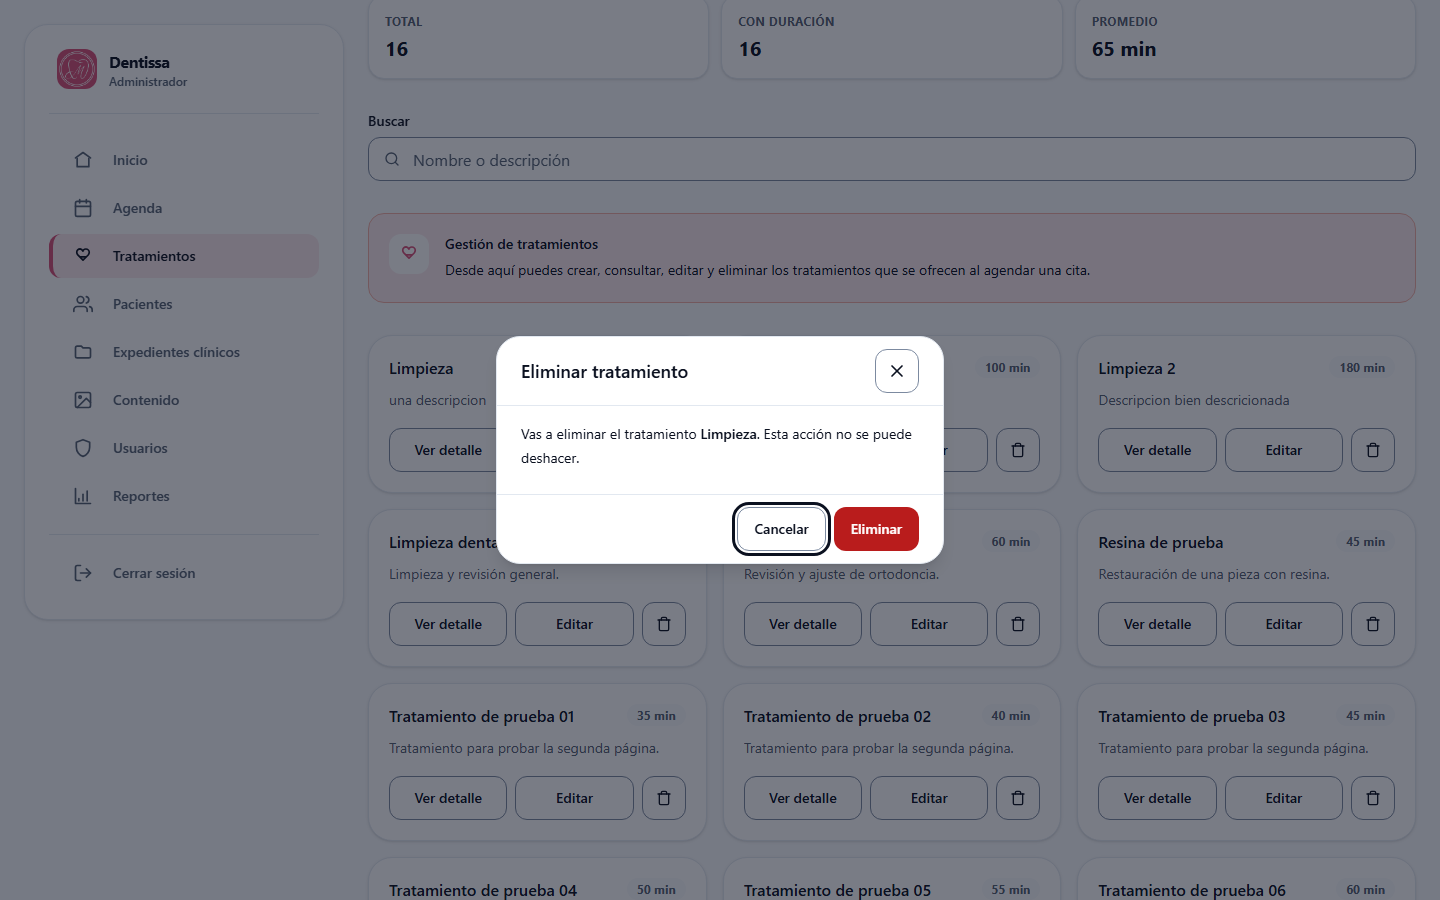 Dentissa
Administrador
Inicio
Agenda
Tratamientos
Pacientes
Expedientes clínicos
Contenido
Usuarios
Reportes
Cerrar sesión
TOTAL
16
CON DURACIÓN
16
PROMEDIO
65 min
Buscar
Nombre o descripción
Gestión de tratamientos
Desde aquí puedes crear, consultar, editar y eliminar los tratamientos que se ofrecen al agendar una cita.
Limpieza
una descripcion
Ver detalle
100 min
Limpieza 2
180 min
Descripcion bien descricionada
Ver detalle
Editar
Eliminar tratamiento
Vas a eliminar el tratamiento Limpieza. Esta acción no se puede
deshacer.
Cancelar
Eliminar
Limpieza
Limpieza y revisión general.
Ver detalle
Editar
60 min
Revisión y ajuste de ortodoncia.
Ver detalle
Editar
Resina de prueba
45 min
Restauración de una pieza con resina.
Ver detalle
Editar
Tratamiento de prueba 01
35 min
Tratamiento para probar la segunda página.
Ver detalle
Editar
Tratamiento de prueba 02
40 min
Tratamiento para probar la segunda página.
Ver detalle
Editar
Tratamiento de prueba 03
45 min
Tratamiento para probar la segunda página.
Ver detalle
Editar
Tratamiento de prueba 04
50 min
Tratamiento de prueba 05
55 min
Tratamiento de prueba 06
60 min